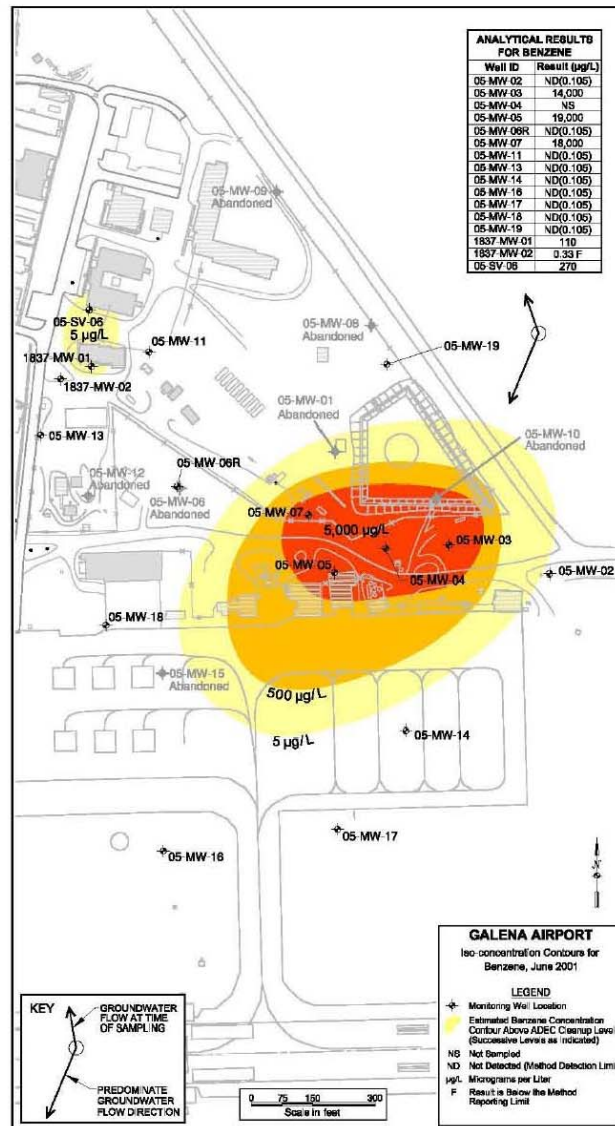 ANALYTICAL RESULTS
FOR BENZENE
Well ID Result (µg/L)
05-MW-02 ND(0.105)
05-MW-03 14,000
05-MW-04 NS
05-MW-05 19,000
05-MW-06R ND(0.105)
05-MW-07 18,000
05-MW-11 ND(0.105)
05-MW-13 ND(0.105)
05-MW-14 ND(0.105)
05-MW-16 ND(0.105)
05-MW-17 ND(0.105)
05-MW-18 ND(0.105)
05-MW-19 ND(0.105)
1837-MW-01 110
1837-MW-02 0.33 F
05-SV-06 270
05-MW-09
Abandoned
05-SV-06
5 µg/L
05-MW-11
1837-MW-01
1837-MW-02
05-MW-08
Abandoned
05-MW-19
05-MW-01
Abandoned
05-MW-10
Abandoned
05-MW-13
05-MW-06R
05-MW-12
Abandoned
05-MW-06
Abandoned
05-MW-07
5,000 µg/L
05-MW-03
05-MW-05
05-MW-04
05-MW-02
05-MW-18
05-MW-15
Abandoned
500 µg/L
5 µg/L
05-MW-14
05-MW-17
05-MW-16
N
GALENA AIRPORT
Iso-concentration Contours for
Benzene, June 2001
LEGEND
Monitoring Well Location
Estimated Benzene Concentration
Contour Above ADEC Cleanup Level
(Successive Levels as Indicated)
NS Not Sampled
ND Not Detected (Method Detection Limit
µg/L Micrograms per Liter
F Result is Below the Method
Reporting Limit
KEY
GROUNDWATER
FLOW AT TIME
OF SAMPLING
PREDOMINATE
GROUNDWATER
FLOW DIRECTION
0 75 150 300
Scale in feet